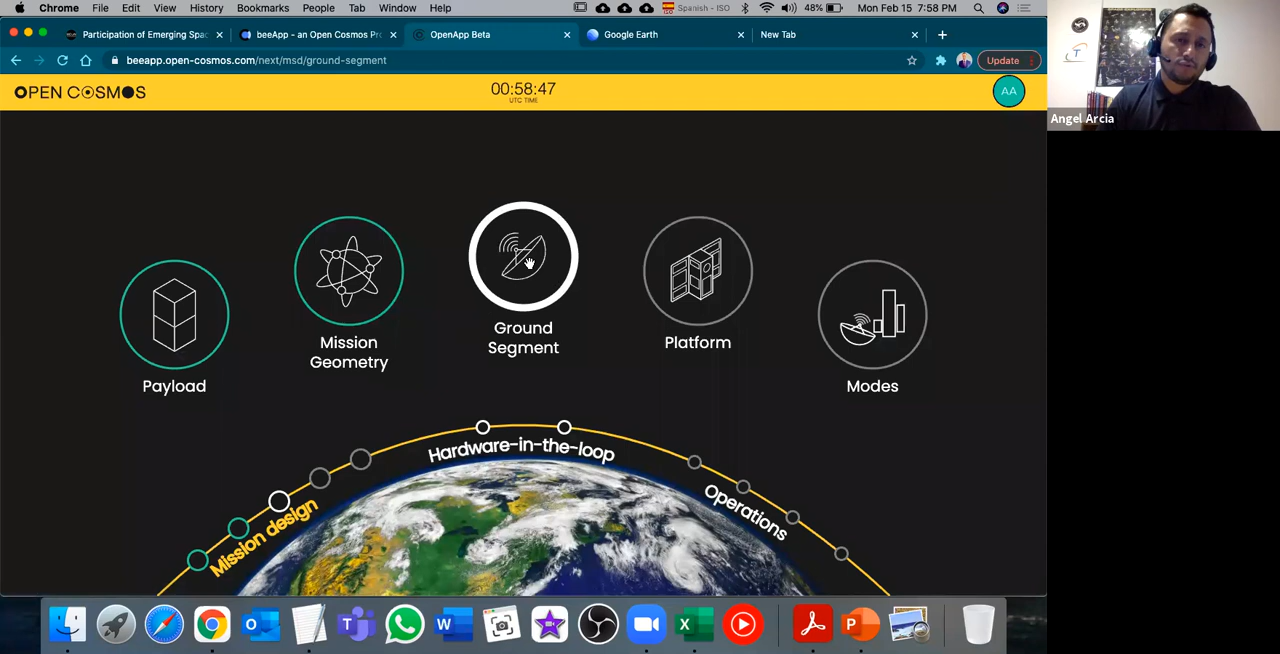 Chrome File Edit View History Bookmarks People Tab Window Help
Spanish - ISO 48% Mon Feb 15 7:58 PM
Participation of Emerging Spac
beeApp - an Open Cosmos Pro
OpenApp Beta
Google Earth
New Tab
beeapp.open-cosmos.com/next/msd/ground-segment
Update
OPEN COSMOS
00:58:47
UTC TIME
AA
Angel Arcia
Payload
Mission
Geometry
Ground
Segment
Platform
Modes
Mission design
Hardware-in-the-loop
Operations